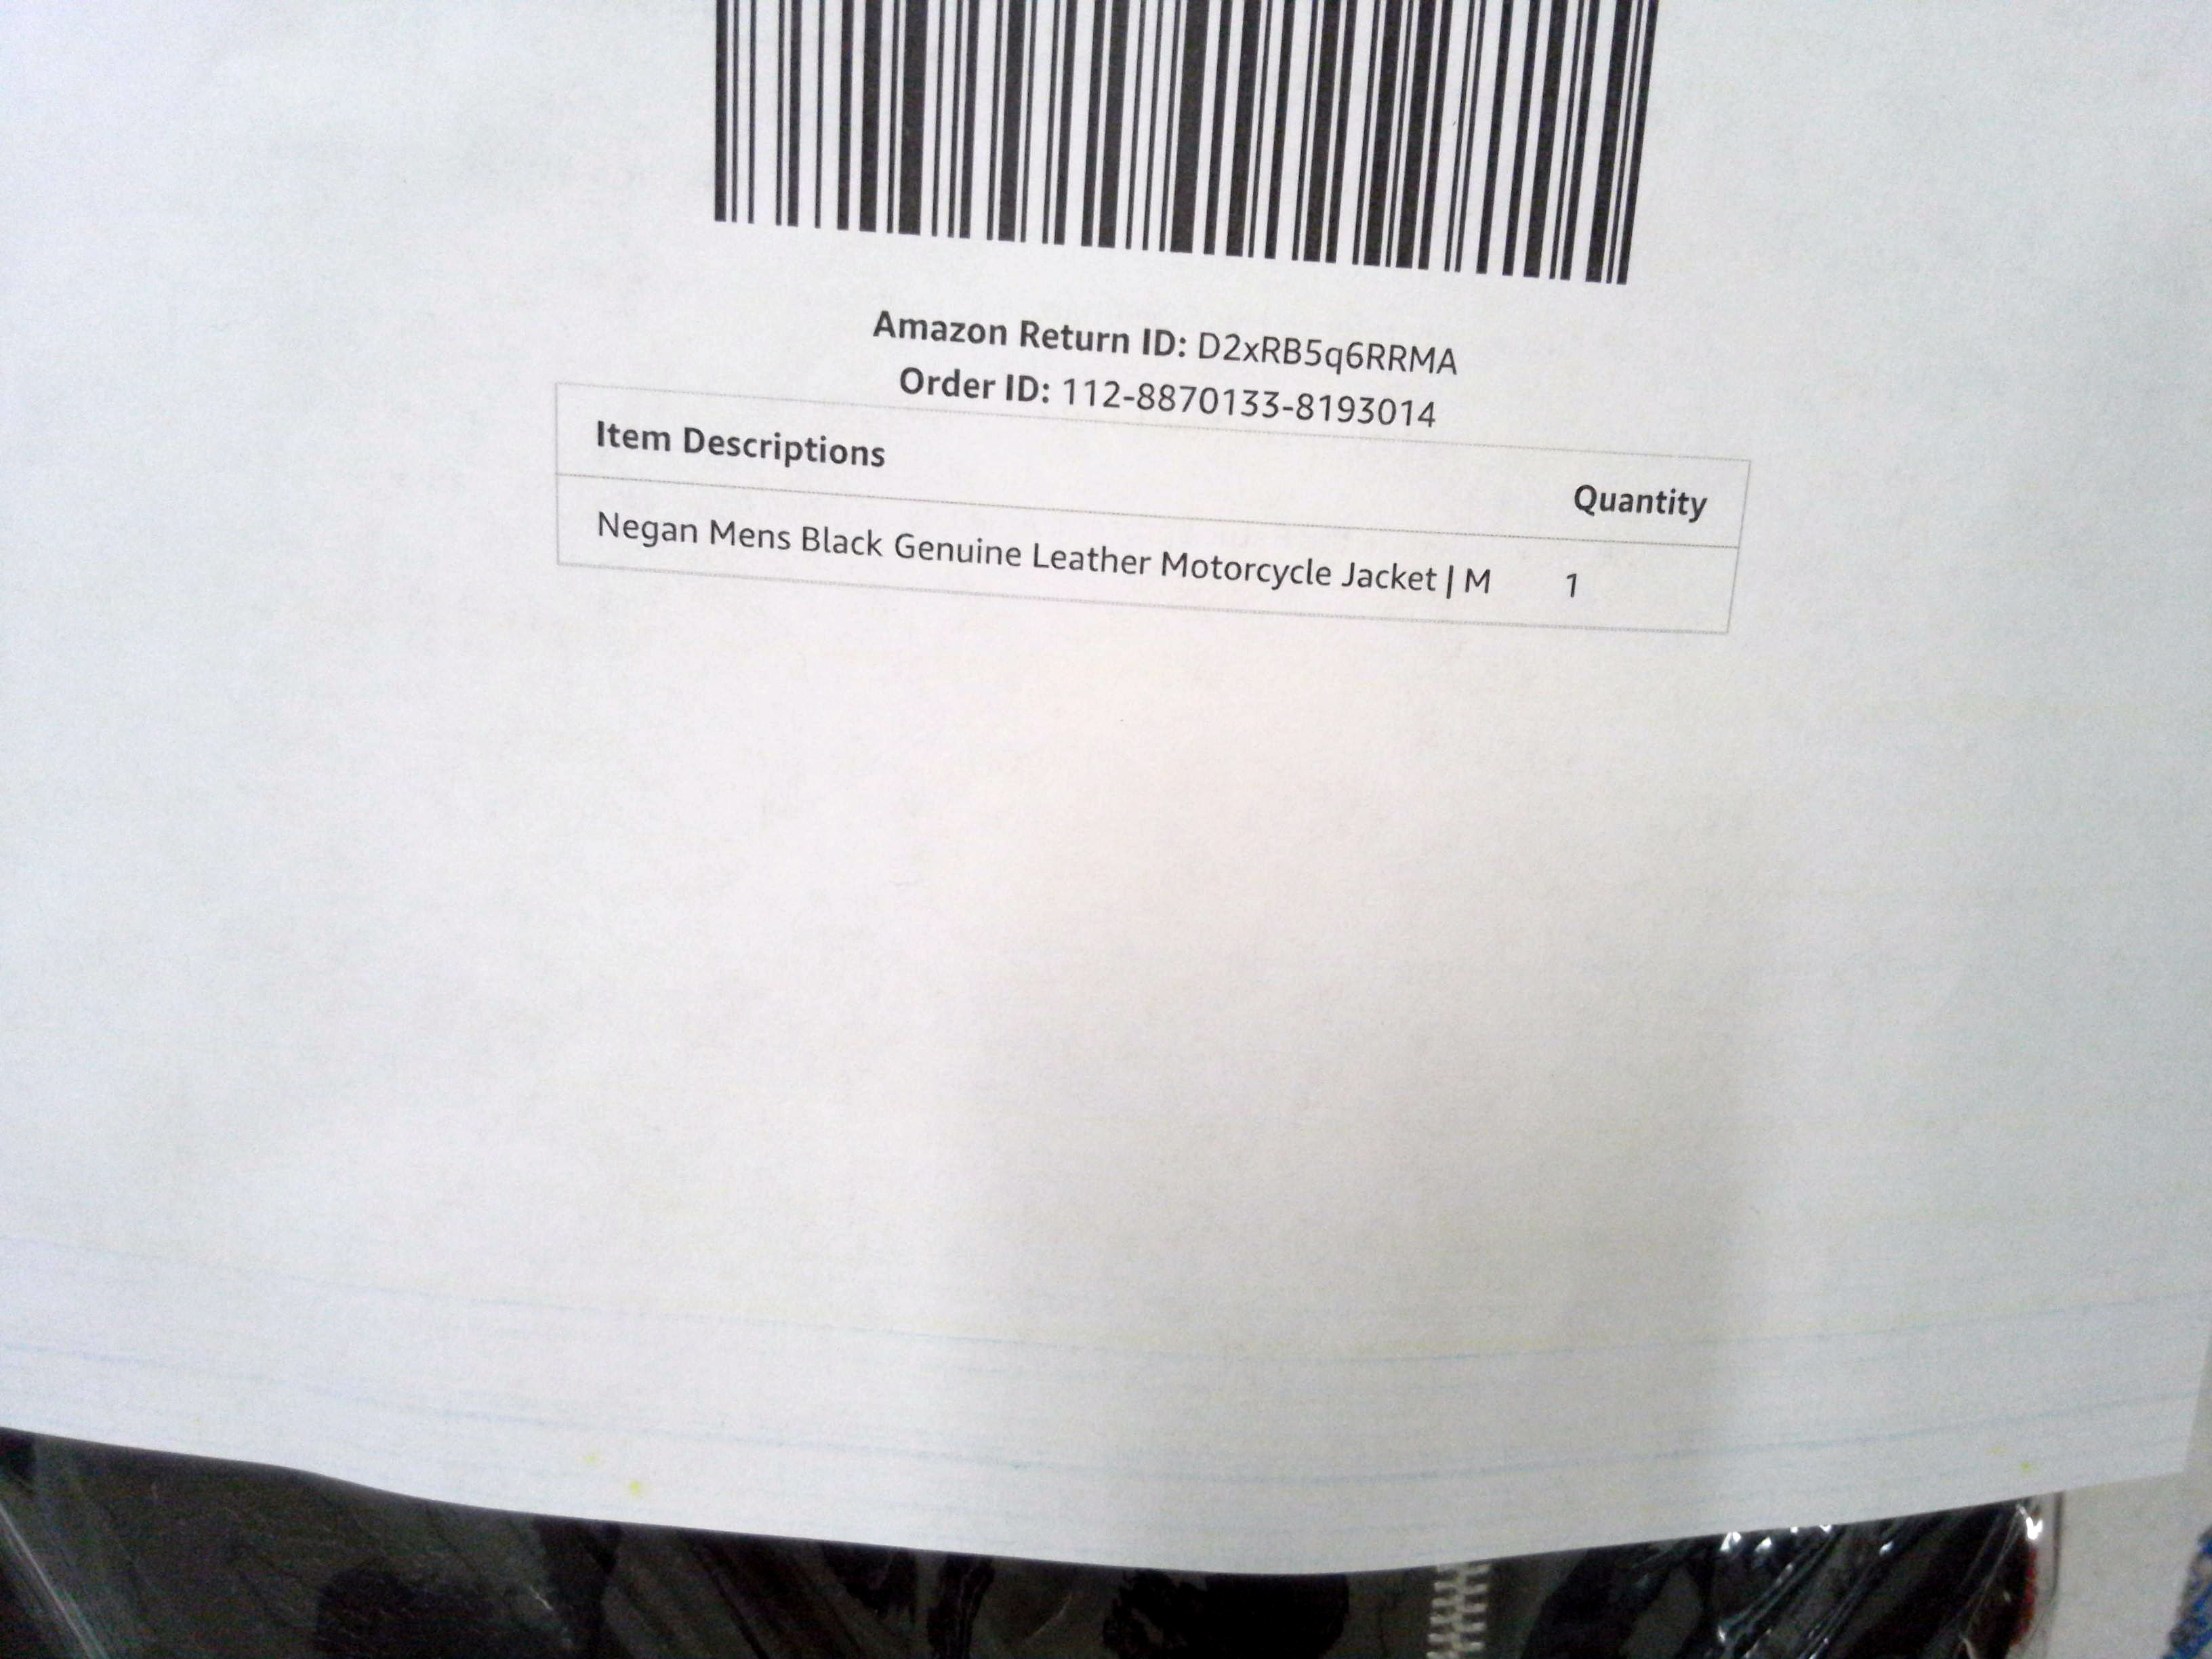 Amazon Return ID: D2xRB5q6RRMA
Order ID: 112-8870133-8193014
Item Descriptions Quantity
Negan Mens Black Genuine Leather Motorcycle Jacket | M 1